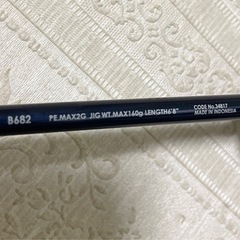 B682 PE.MAX2G JIG WT.MAX160g LENGTH6'8"
CODE No.34817
MADE IN INDONESIA